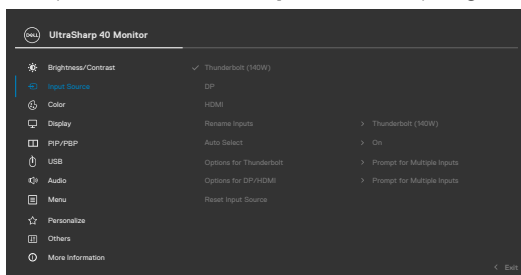 DELL UltraSharp 40 Monitor
Brightness/Contrast ✓ Thunderbolt (140W)
Input Source DP
Color HDMI
Display Rename Inputs > Thunderbolt (140W)
PIP/PBP Auto Select > On
USB Options for Thunderbolt > Prompt for Multiple Inputs
Audio Options for DP/HDMI > Prompt for Multiple Inputs
Menu Reset Input Source
Personalize
Others
More Information
< Exit